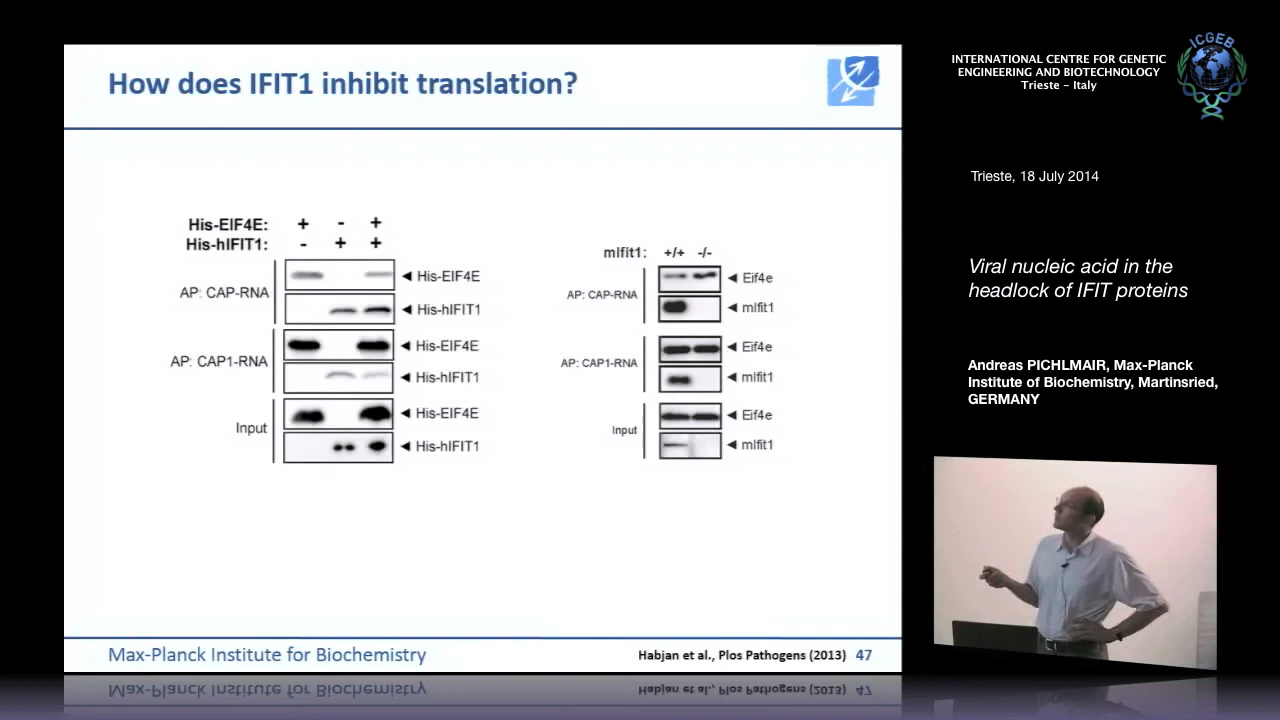 How does IFIT1 inhibit translation?
His-EIF4E: + - +
His-hIFIT1: - + +
AP: CAP-RNA
His-EIF4E
His-hIFIT1
AP: CAP1-RNA
His-EIF4E
His-hIFIT1
Input
His-EIF4E
His-hIFIT1
mIfit1: +/+ -/-
AP: CAP-RNA
Eif4e
mIfit1
AP: CAP1-RNA
Eif4e
mIfit1
Input
Eif4e
mIfit1
Max-Planck Institute for Biochemistry
Habjan et al., Plos Pathogens (2013) 47
INTERNATIONAL CENTRE FOR GENETIC
ENGINEERING AND BIOTECHNOLOGY
Trieste - Italy
ICGEB
Trieste, 18 July 2014
Viral nucleic acid in the
headlock of IFIT proteins
Andreas PICHLMAIR, Max-Planck
Institute of Biochemistry, Martinsried,
GERMANY